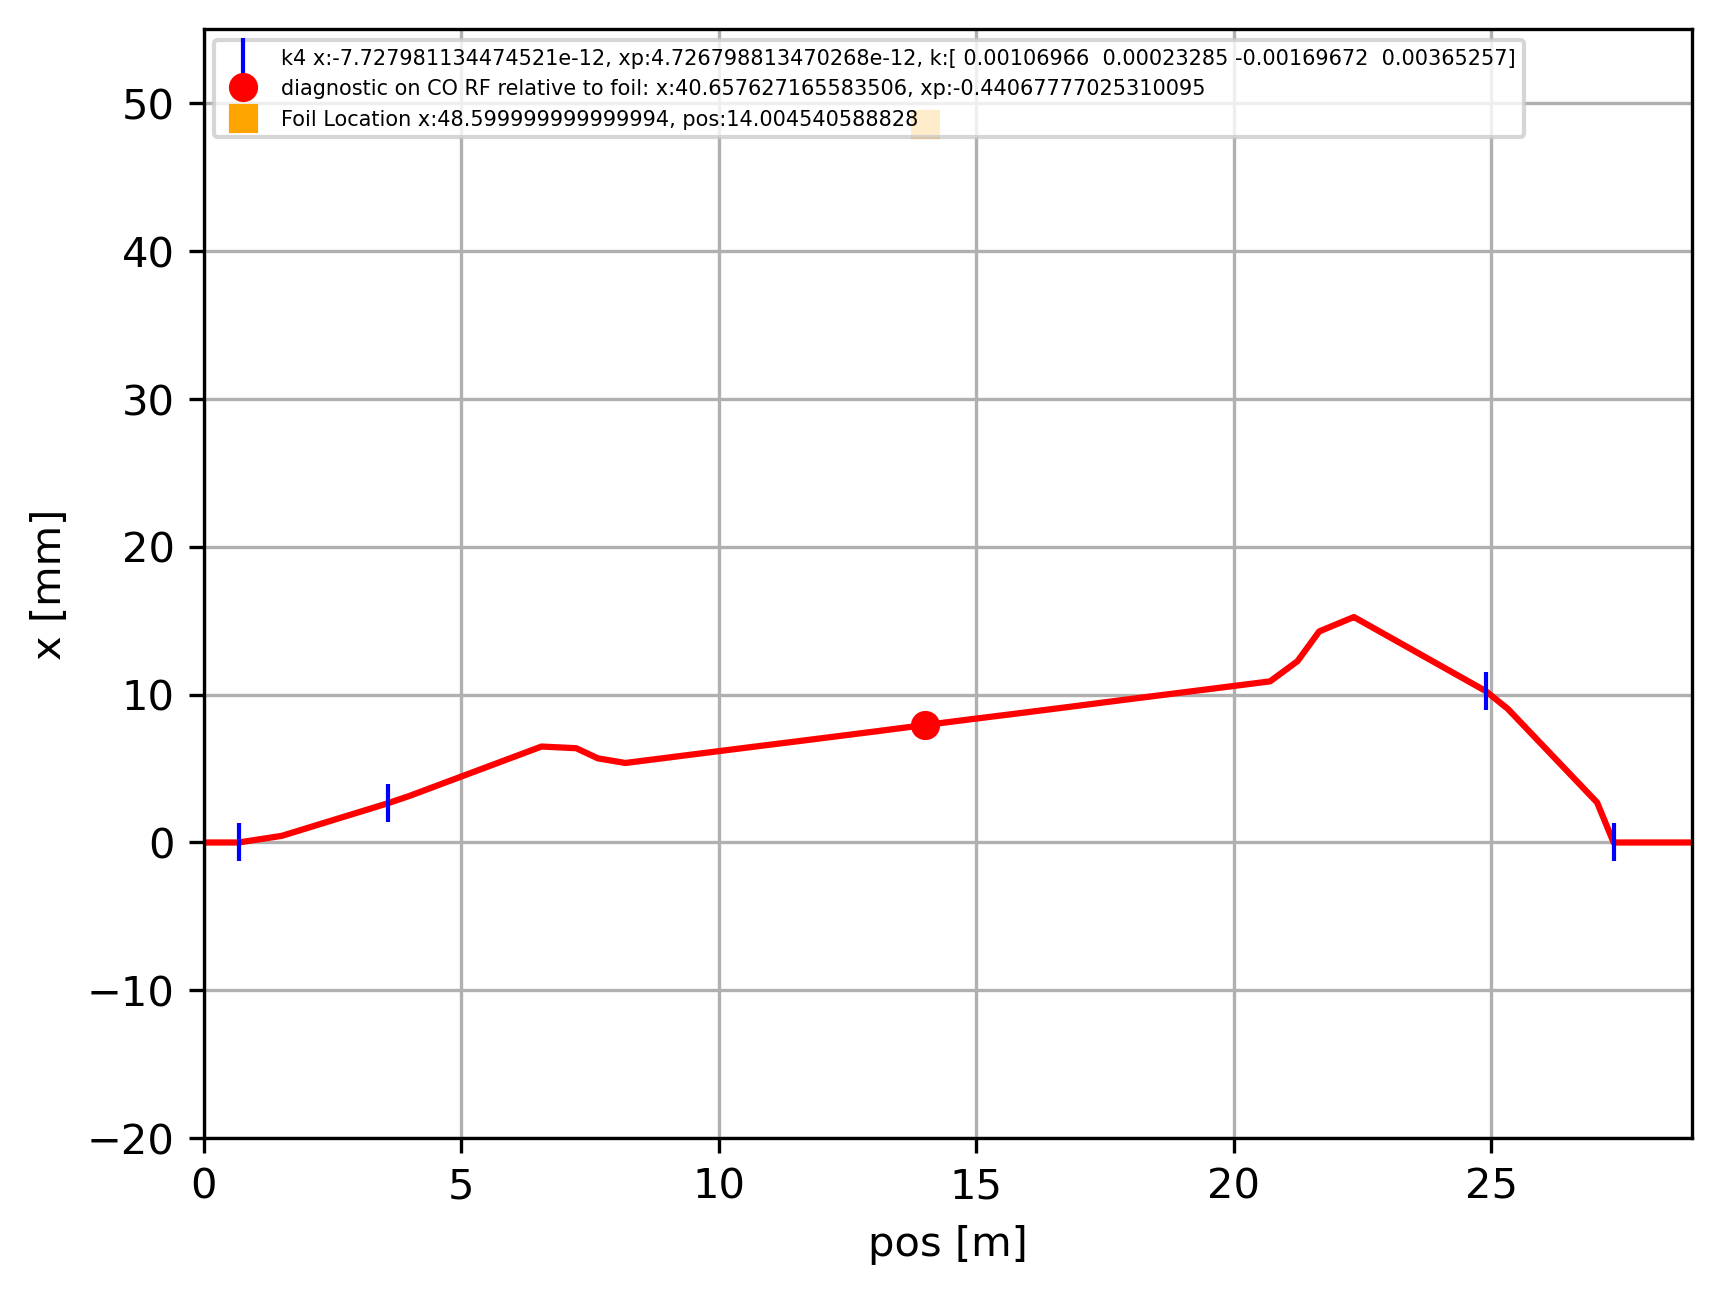 k4 x:-7.727981134474521e-12, xp:4.726798813470268e-12, k:[ 0.00106966  0.00023285 -0.00169672  0.00365257]
diagnostic on CO RF relative to foil: x:40.657627165583506, xp:-0.44067777025310095
Foil Location x:48.599999999999994, pos:14.004540588828
50
40
30
20
10
0
−10
−20
x [mm]
0 5 10 15 20 25
pos [m]